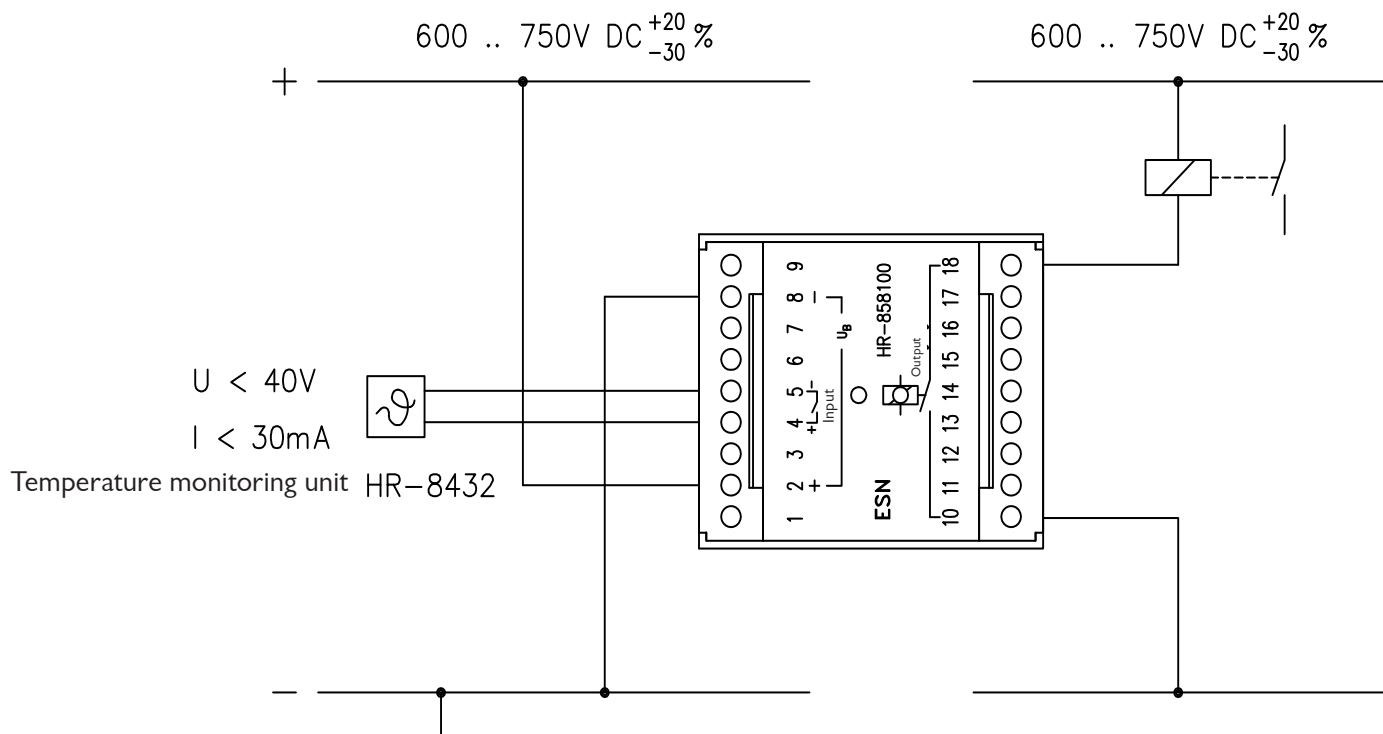 600 .. 750V DC +20 -30 %
600 .. 750V DC +20 -30 %
+
U < 40V
I < 30mA
Temperature monitoring unit HR-8432
9
8 -
7
6
5 -
4 +
3
2 +
1
Input
UB
HR-858100
ESN
Output
18
17
16
15
14
13
12
11
10
-